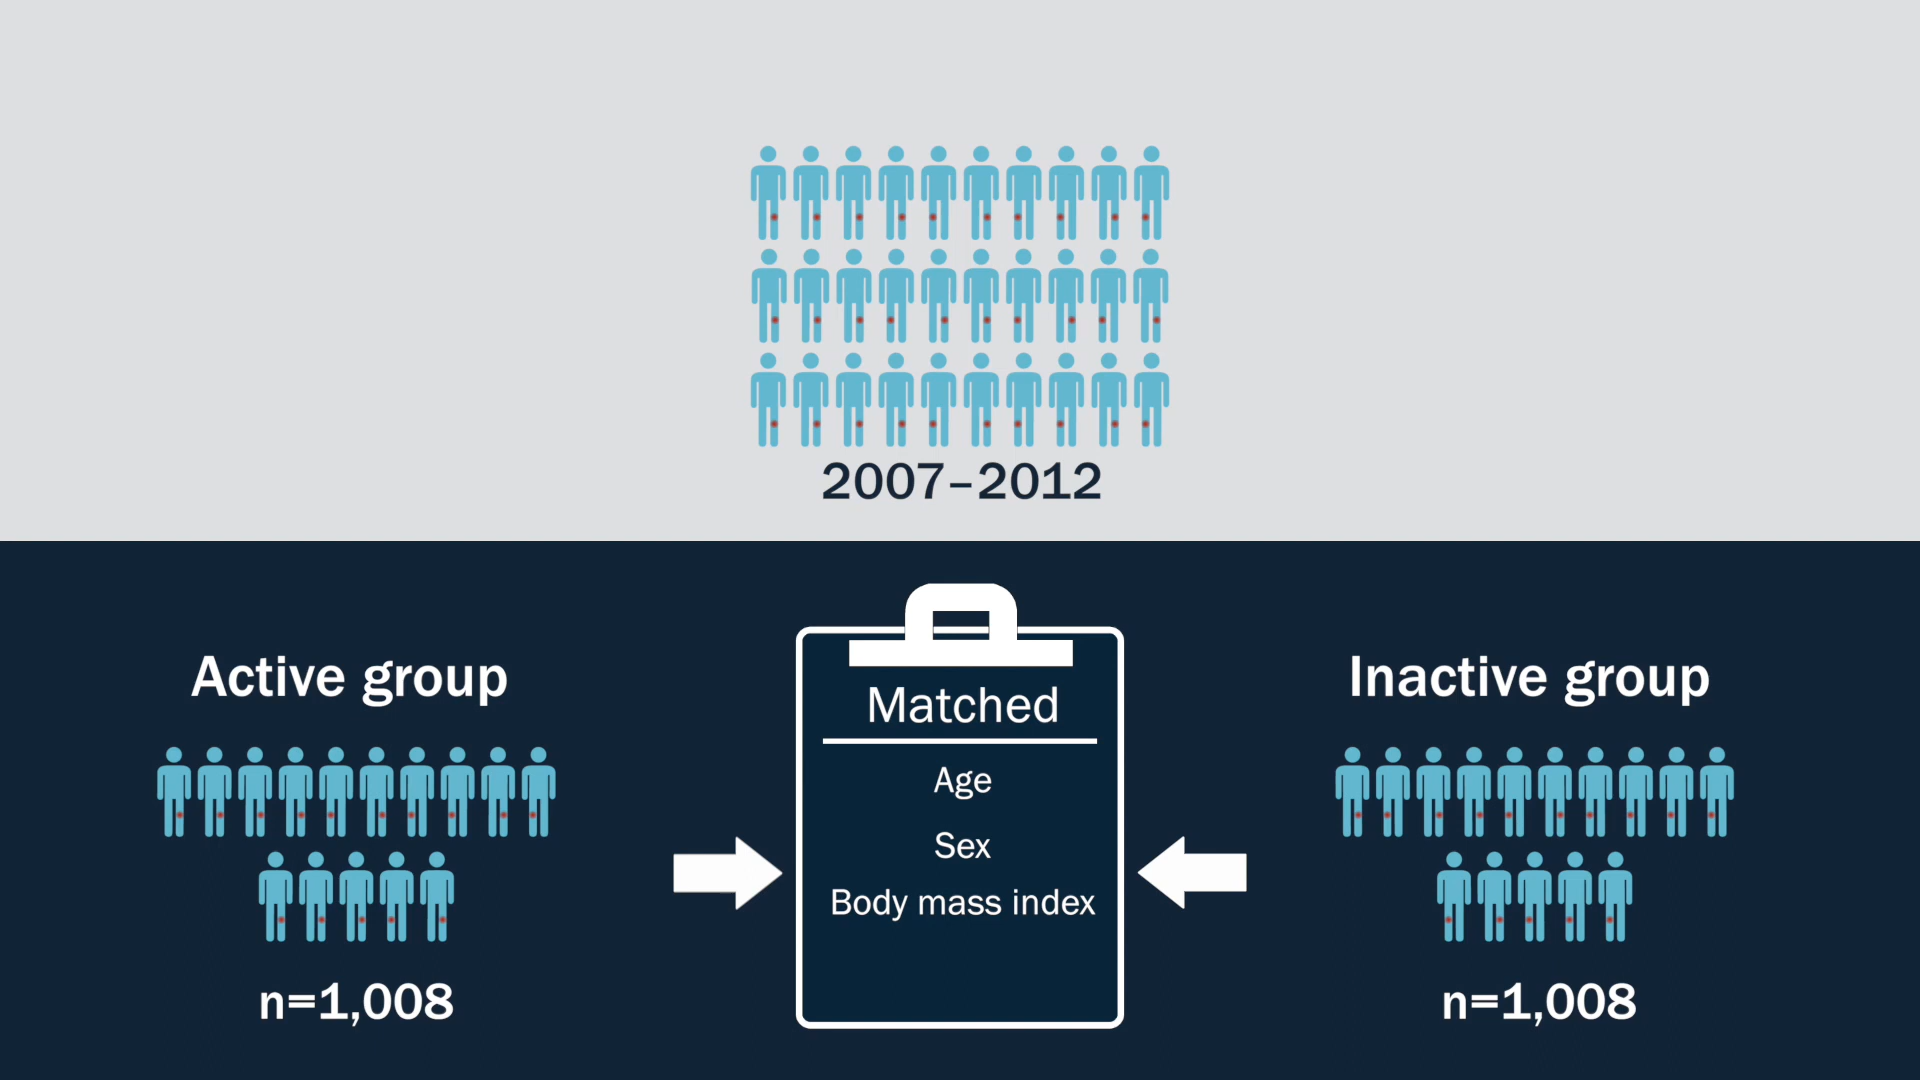 2007–2012
Active group
n=1,008
Matched
Age
Sex
Body mass index
Inactive group
n=1,008